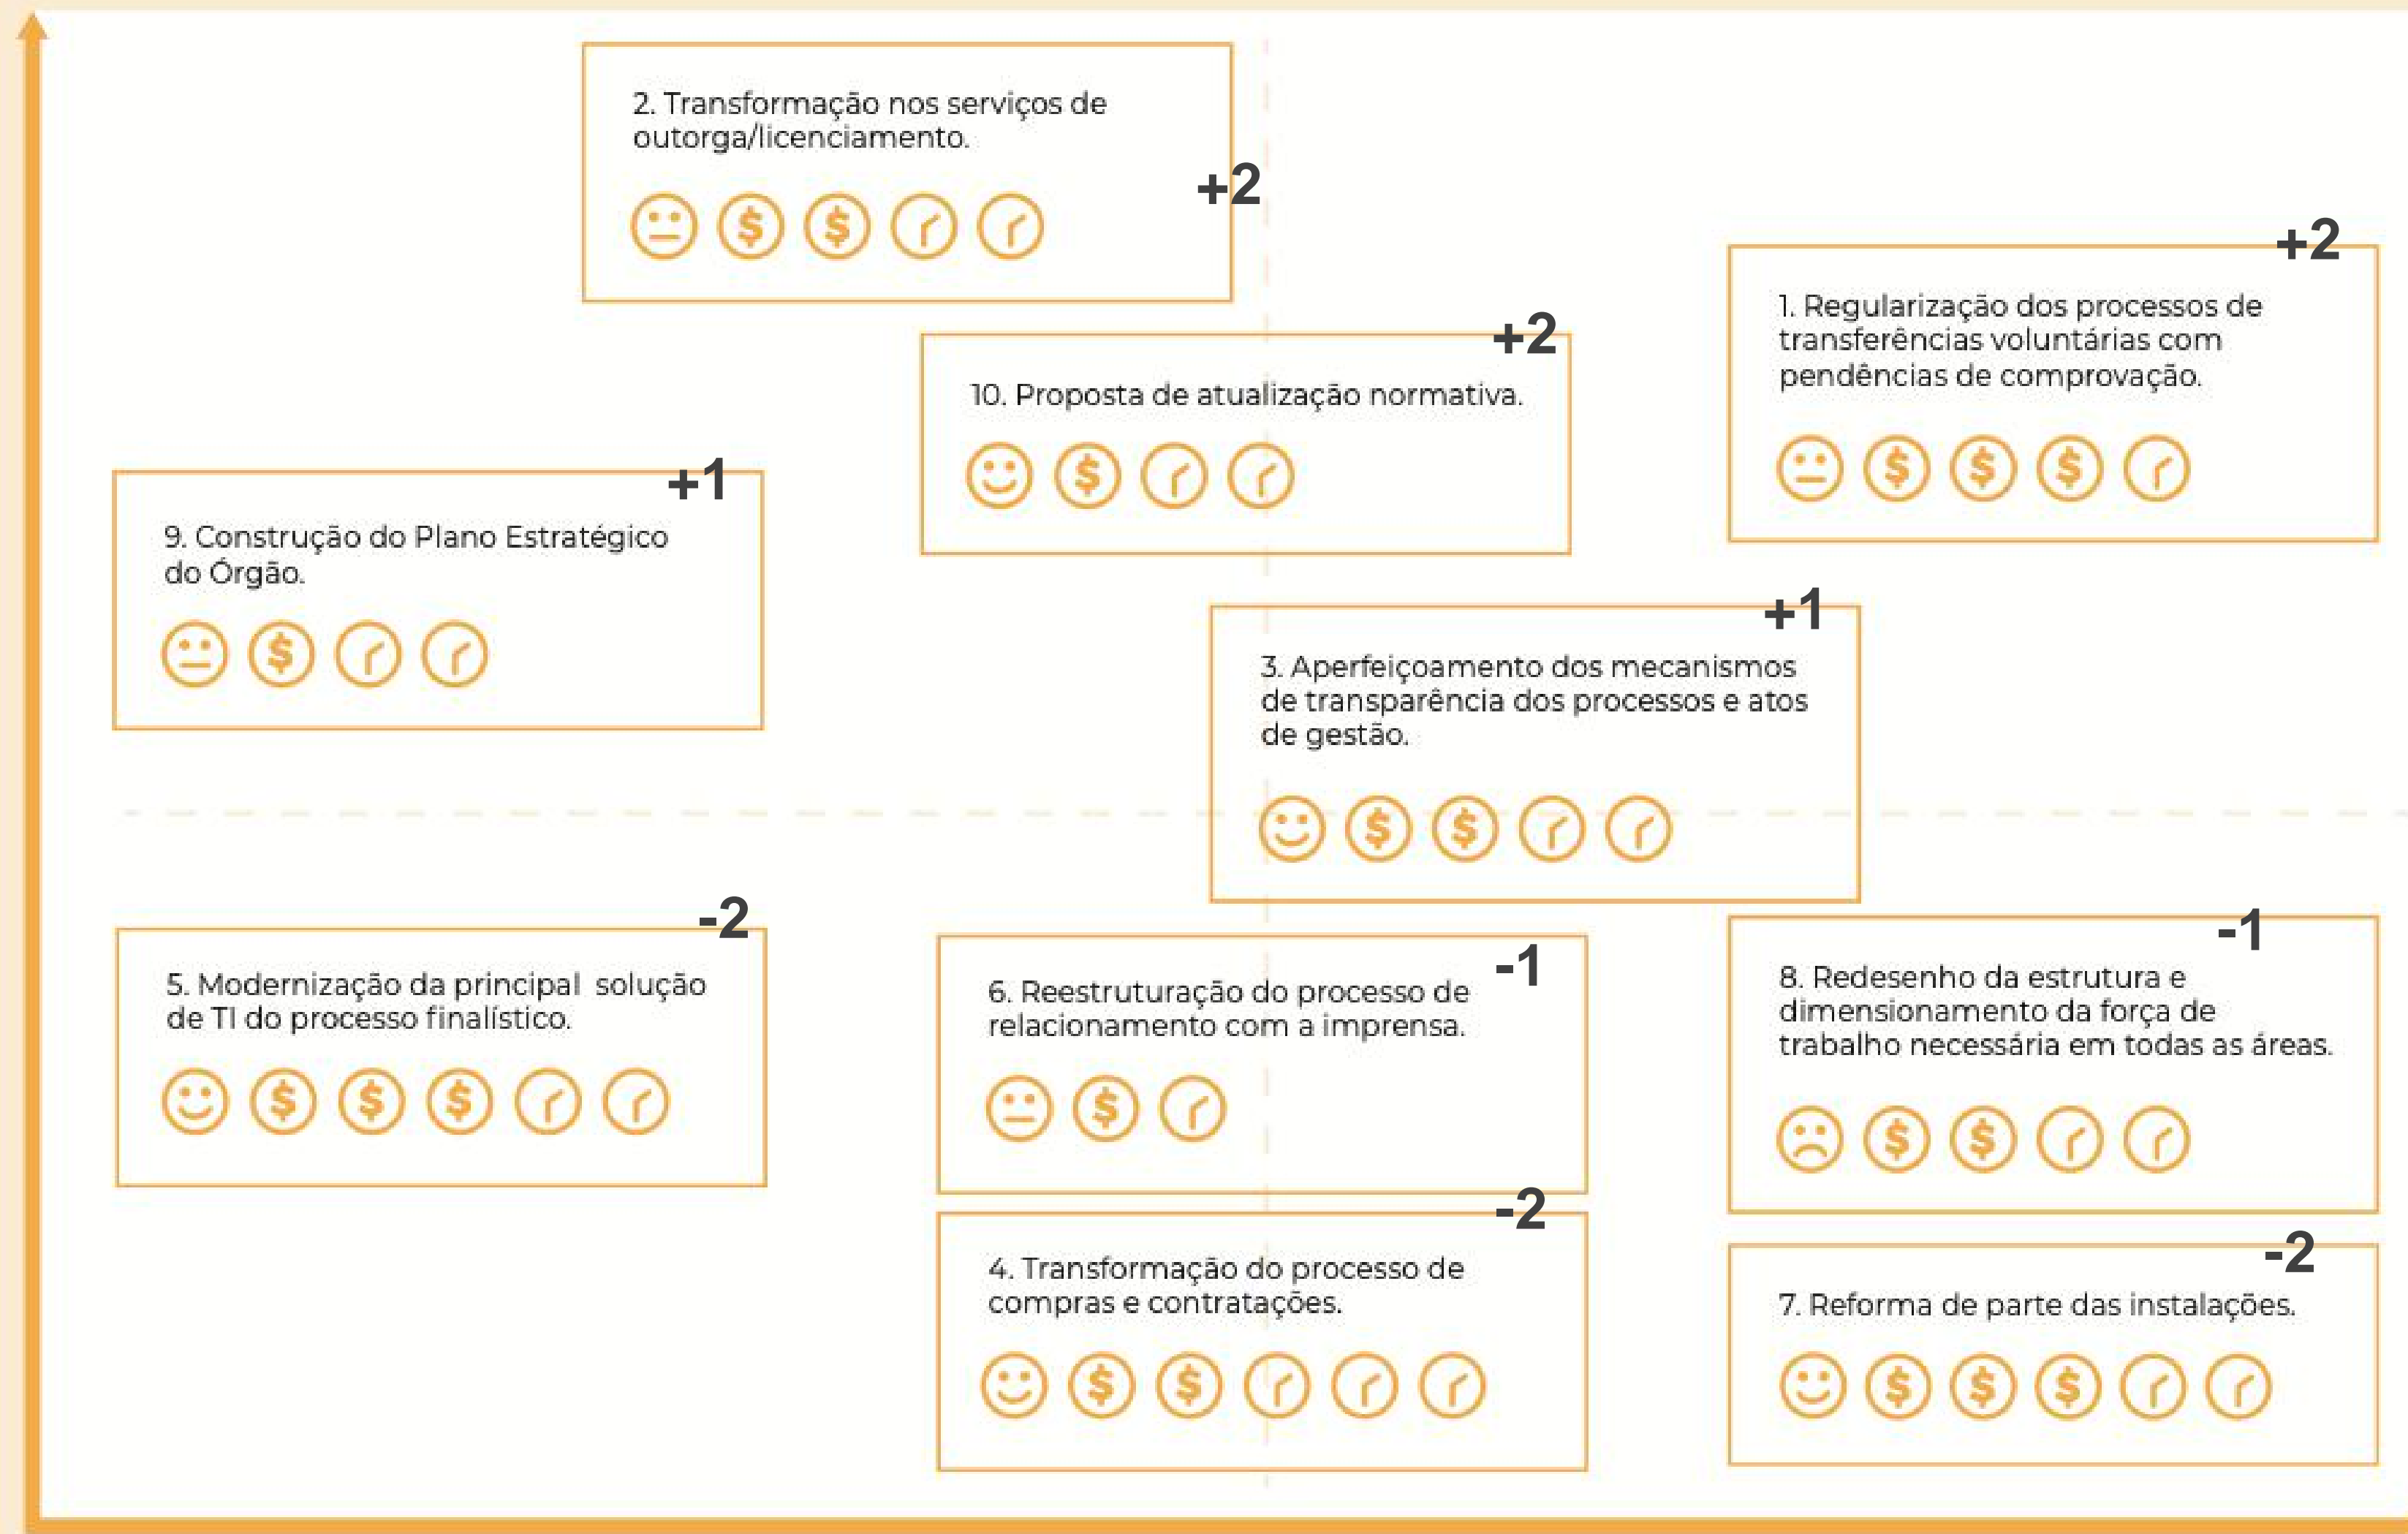 2. Transformação nos serviços de
outorga/licenciamento.
+2
+2
1. Regularização dos processos de
transferências voluntárias com
pendências de comprovação.
+2
10. Proposta de atualização normativa.
+1
9. Construção do Plano Estratégico
do Órgão.
+1
3. Aperfeiçoamento dos mecanismos
de transparência dos processos e atos
de gestão.
-2
5. Modernização da principal solução
de TI do processo finalístico.
-1
6. Reestruturação do processo de
relacionamento com a imprensa.
-1
8. Redesenho da estrutura e
dimensionamento da força de
trabalho necessária em todas as áreas.
-2
4. Transformação do processo de
compras e contratações.
-2
7. Reforma de parte das instalações.